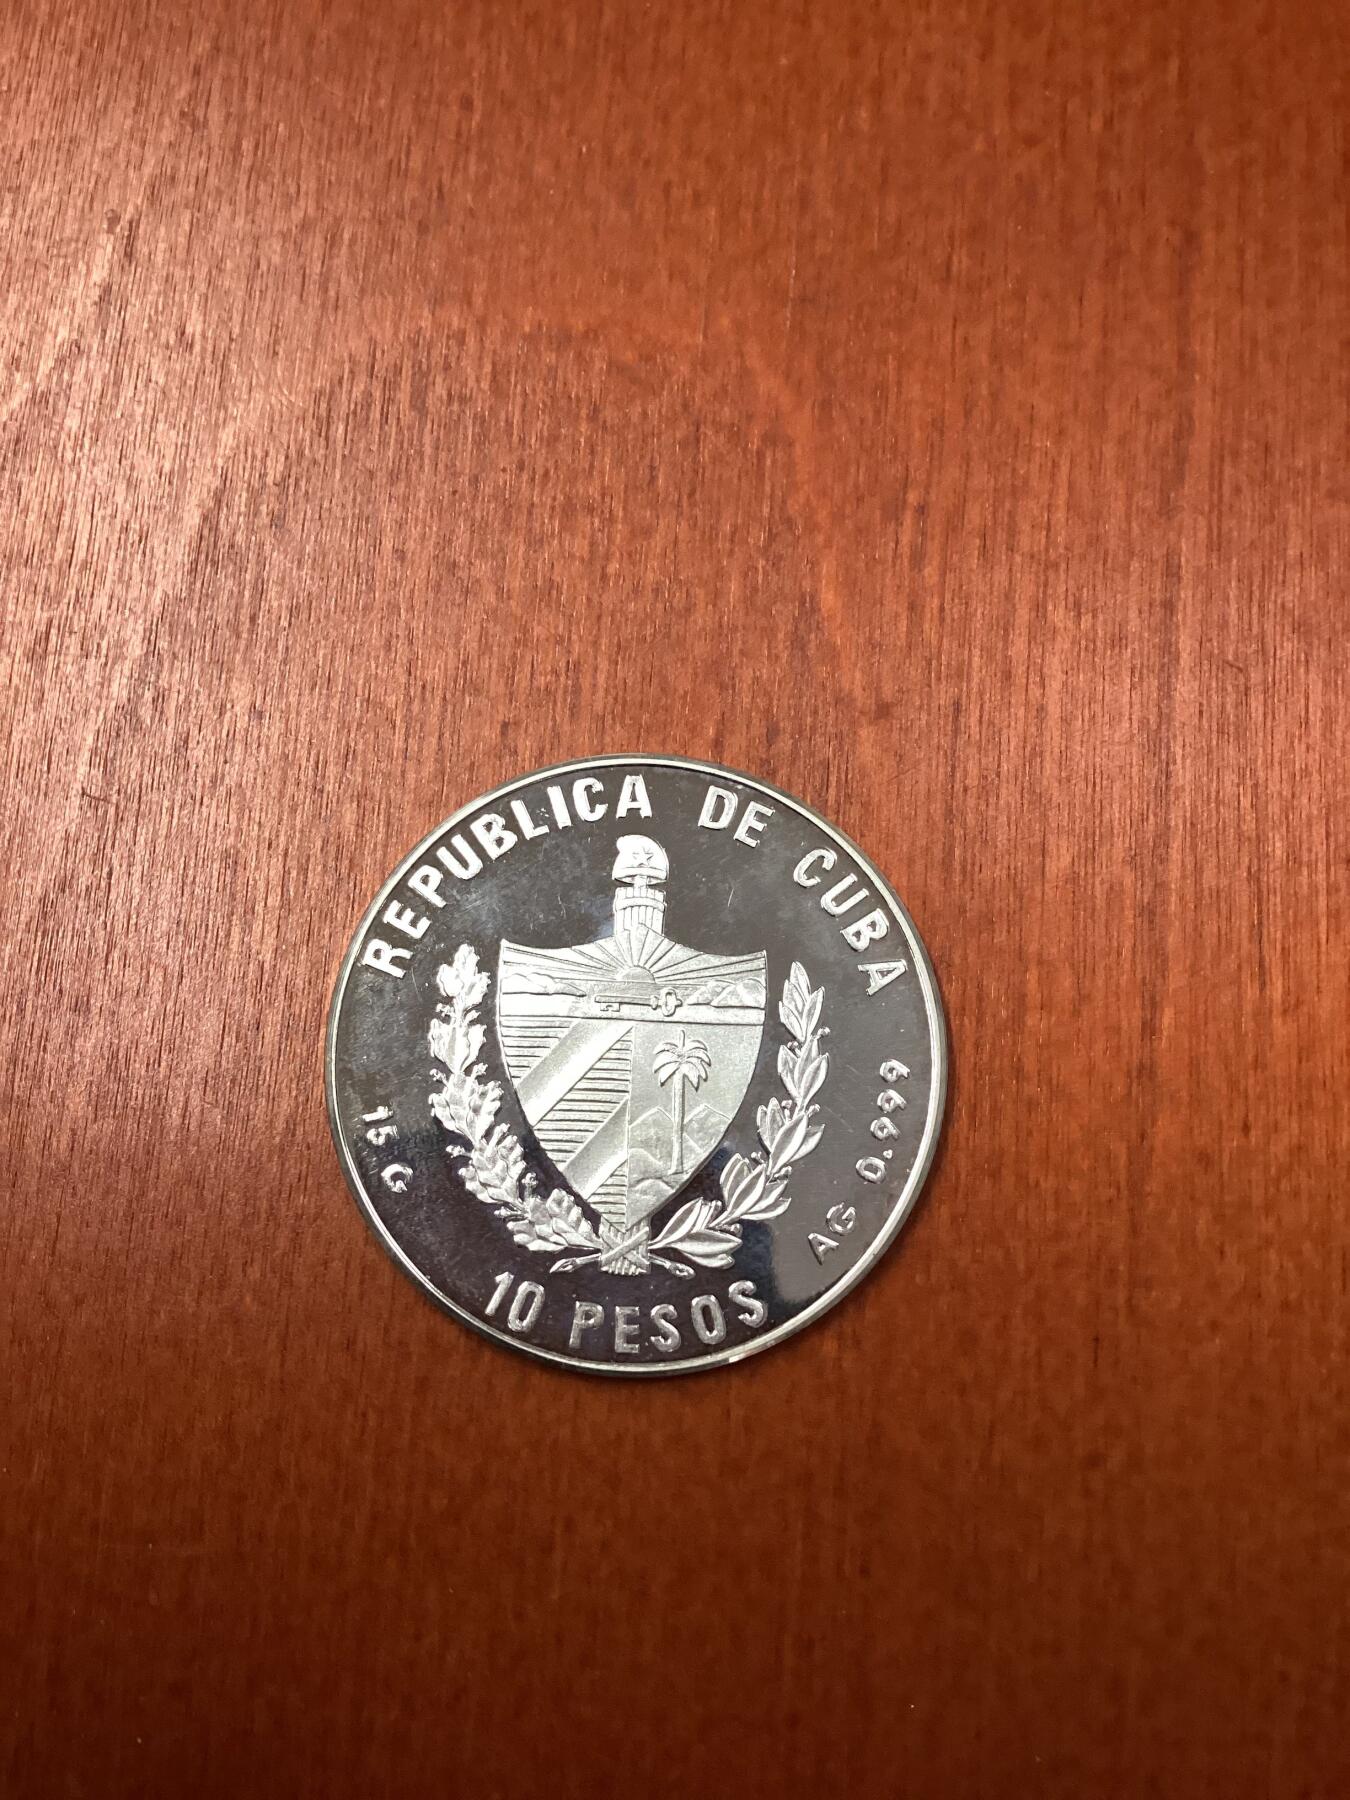 REPUBLICA DE CUBA
15 G
AG 0.999
10 PESOS